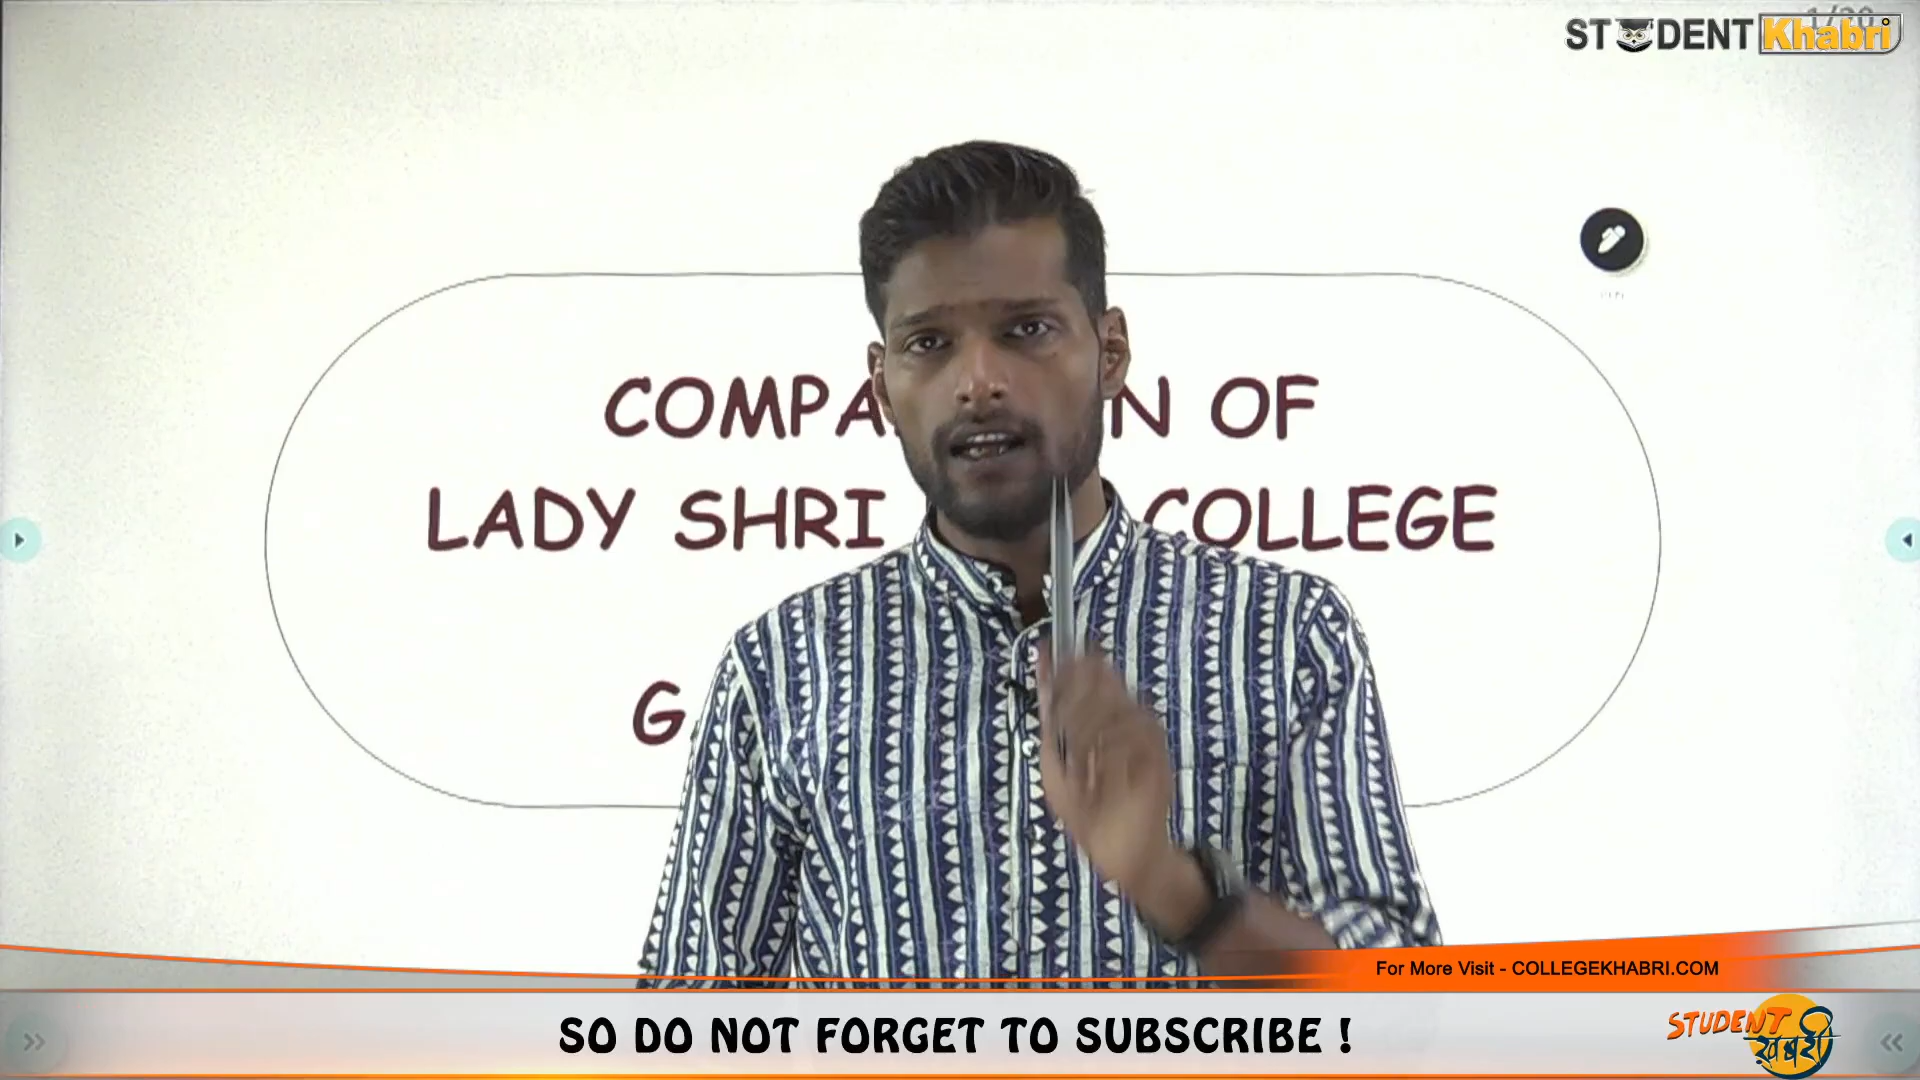 STUDENT Khabri
COMPA N OF
LADY SHRI COLLEGE
G
For More Visit - COLLEGEKHABRI.COM
SO DO NOT FORGET TO SUBSCRIBE !
STUDENT
ख़बरी